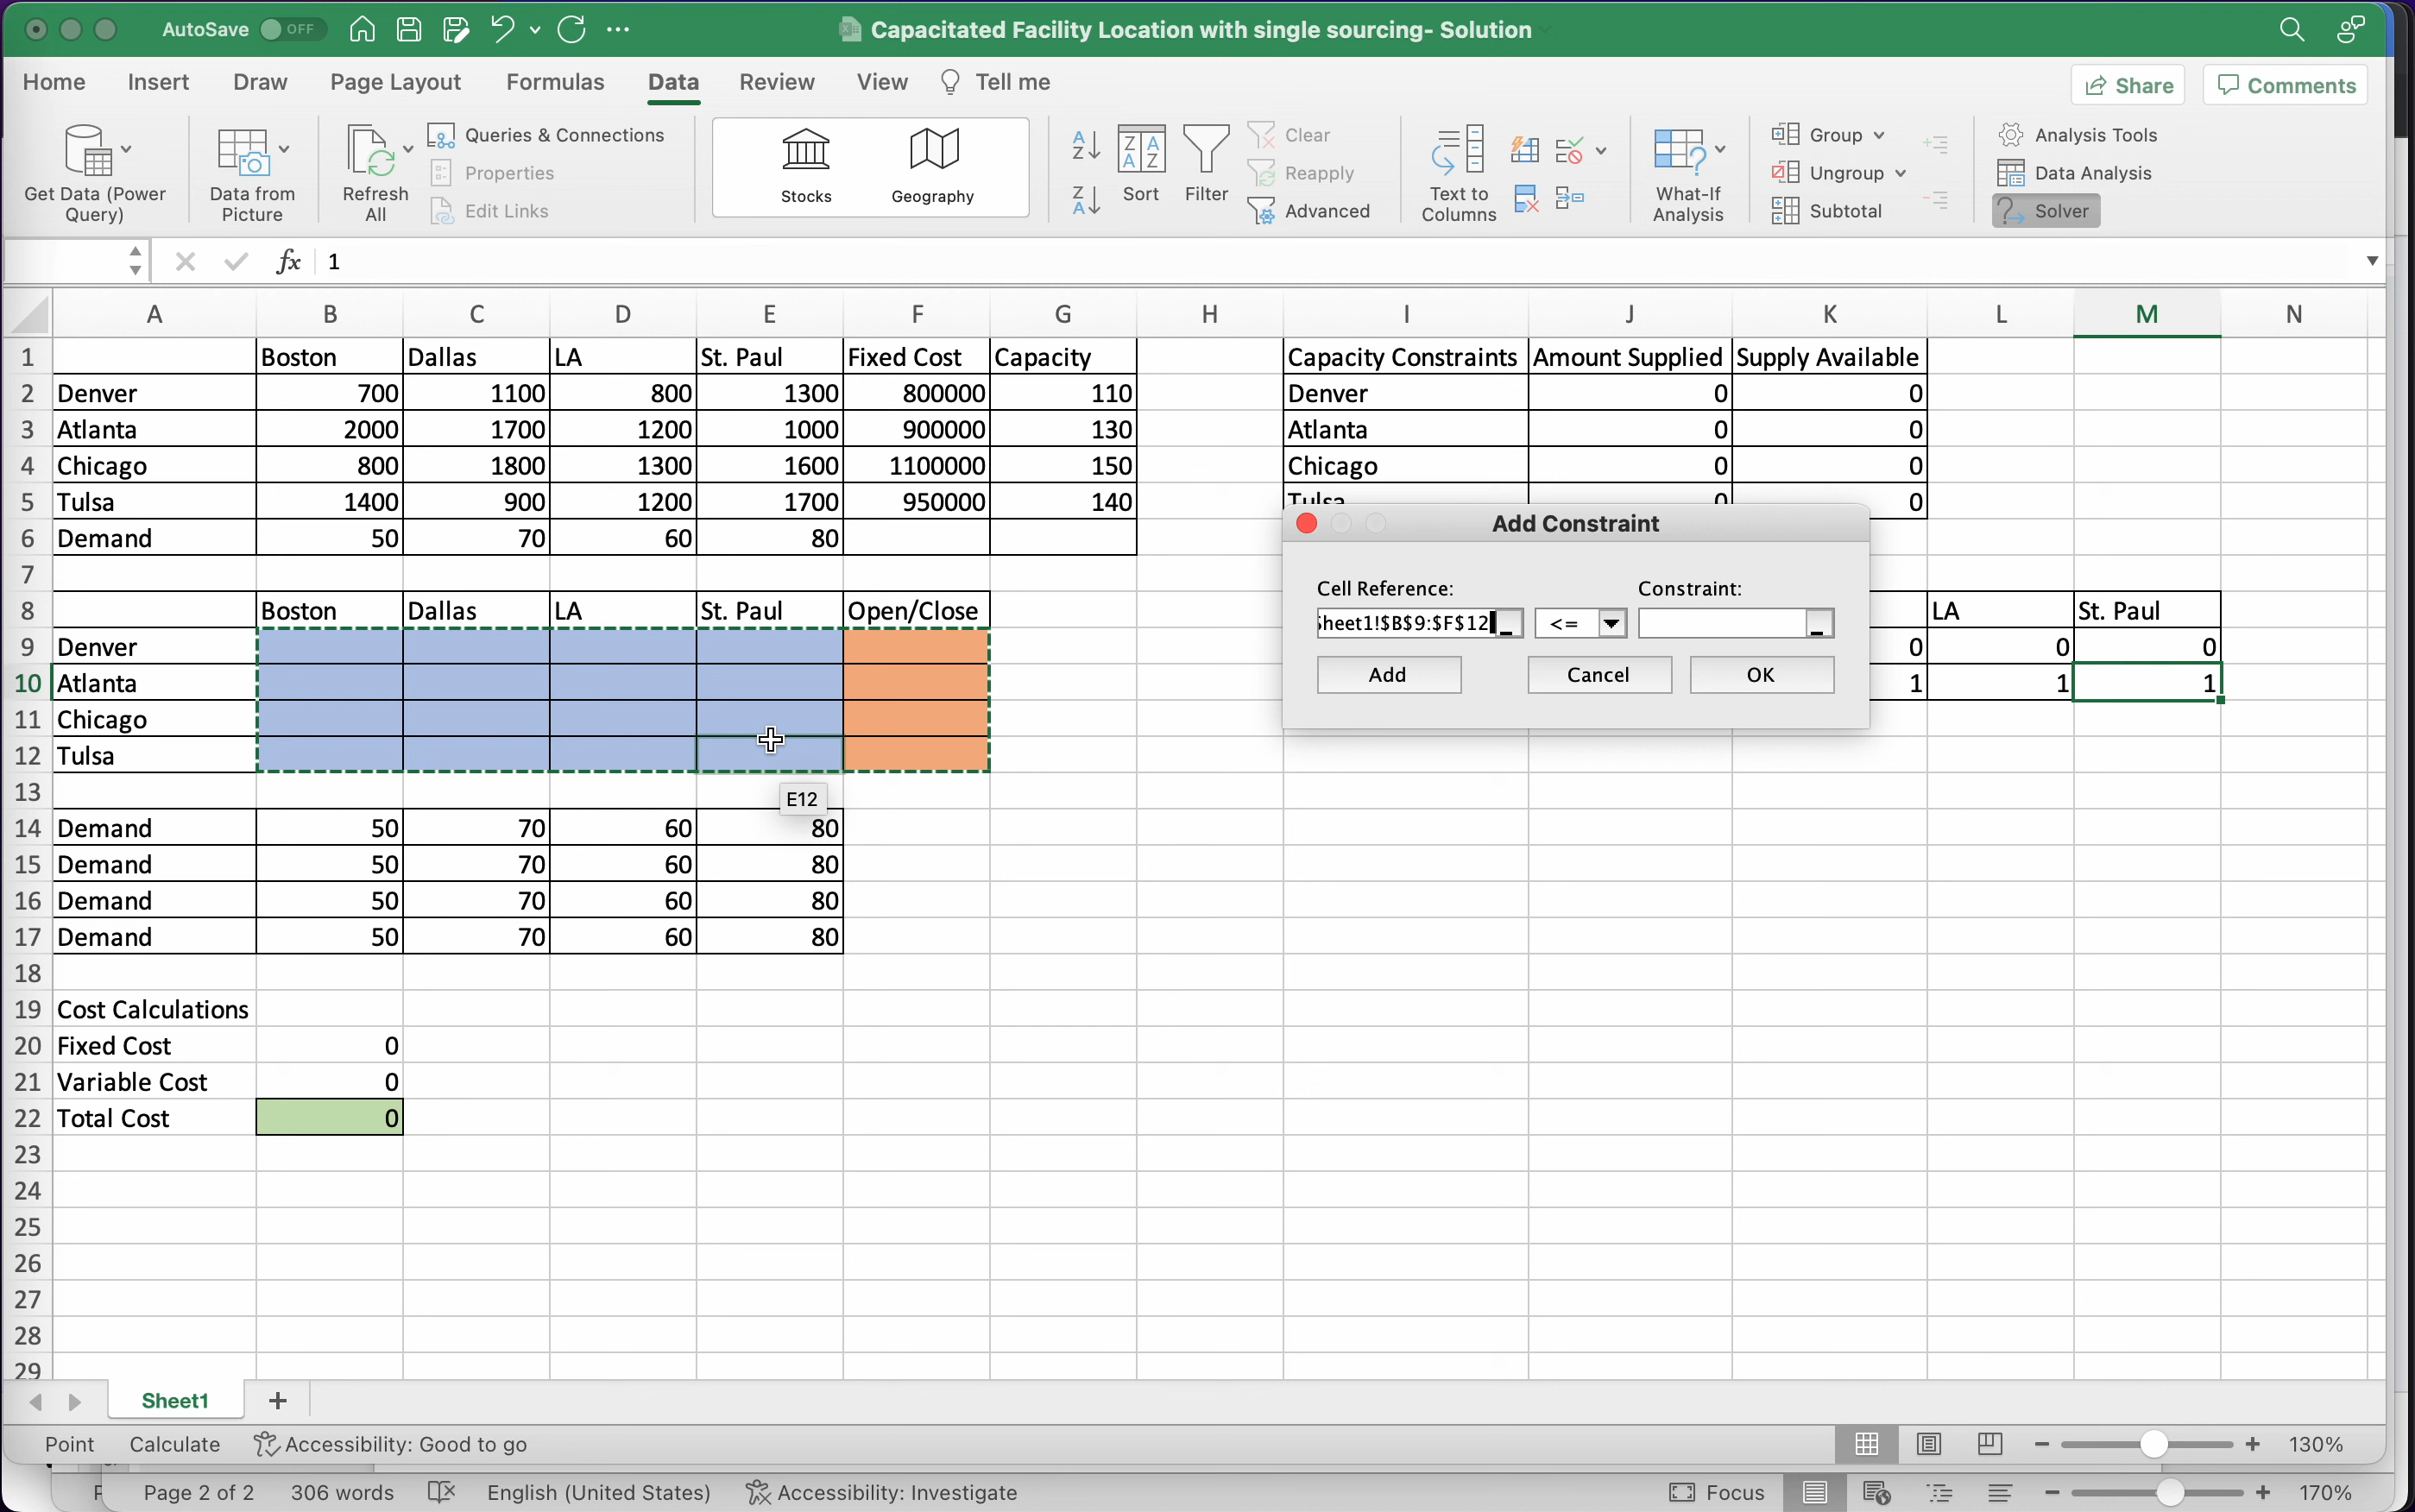 AutoSave OFF Capacitated Facility Location with single sourcing- Solution
Home Insert Draw Page Layout Formulas Data Review View Tell me Share Comments
Get Data (Power Query)
Data from Picture
Refresh All
Queries & Connections
Properties
Edit Links
Stocks Geography
Sort Filter
Clear
Reapply
Advanced
Text to Columns
What-If Analysis
Group
Ungroup
Subtotal
Analysis Tools
Data Analysis
Solver
fx 1
A B C D E F G H I J K L M N
1 Boston Dallas LA St. Paul Fixed Cost Capacity Capacity Constraints Amount Supplied Supply Available
2 Denver 700 1100 800 1300 800000 110 Denver 0 0
3 Atlanta 2000 1700 1200 1000 900000 130 Atlanta 0 0
4 Chicago 800 1800 1300 1600 1100000 150 Chicago 0 0
5 Tulsa 1400 900 1200 1700 950000 140 Tulsa 0 0
6 Demand 50 70 60 80
7
8 Boston Dallas LA St. Paul Open/Close LA St. Paul
9 Denver 0 0 0
10 Atlanta 1 1 1
11 Chicago
12 Tulsa
13
E12
14 Demand 50 70 60 80
15 Demand 50 70 60 80
16 Demand 50 70 60 80
17 Demand 50 70 60 80
18
19 Cost Calculations
20 Fixed Cost 0
21 Variable Cost 0
22 Total Cost 0
23
24
25
26
27
28
29
Add Constraint
Cell Reference: Constraint:
heet1!$B$9:$F$12 <=
Add Cancel OK
Sheet1 +
Point Calculate Accessibility: Good to go 130%
Page 2 of 2 306 words English (United States) Accessibility: Investigate Focus 170%